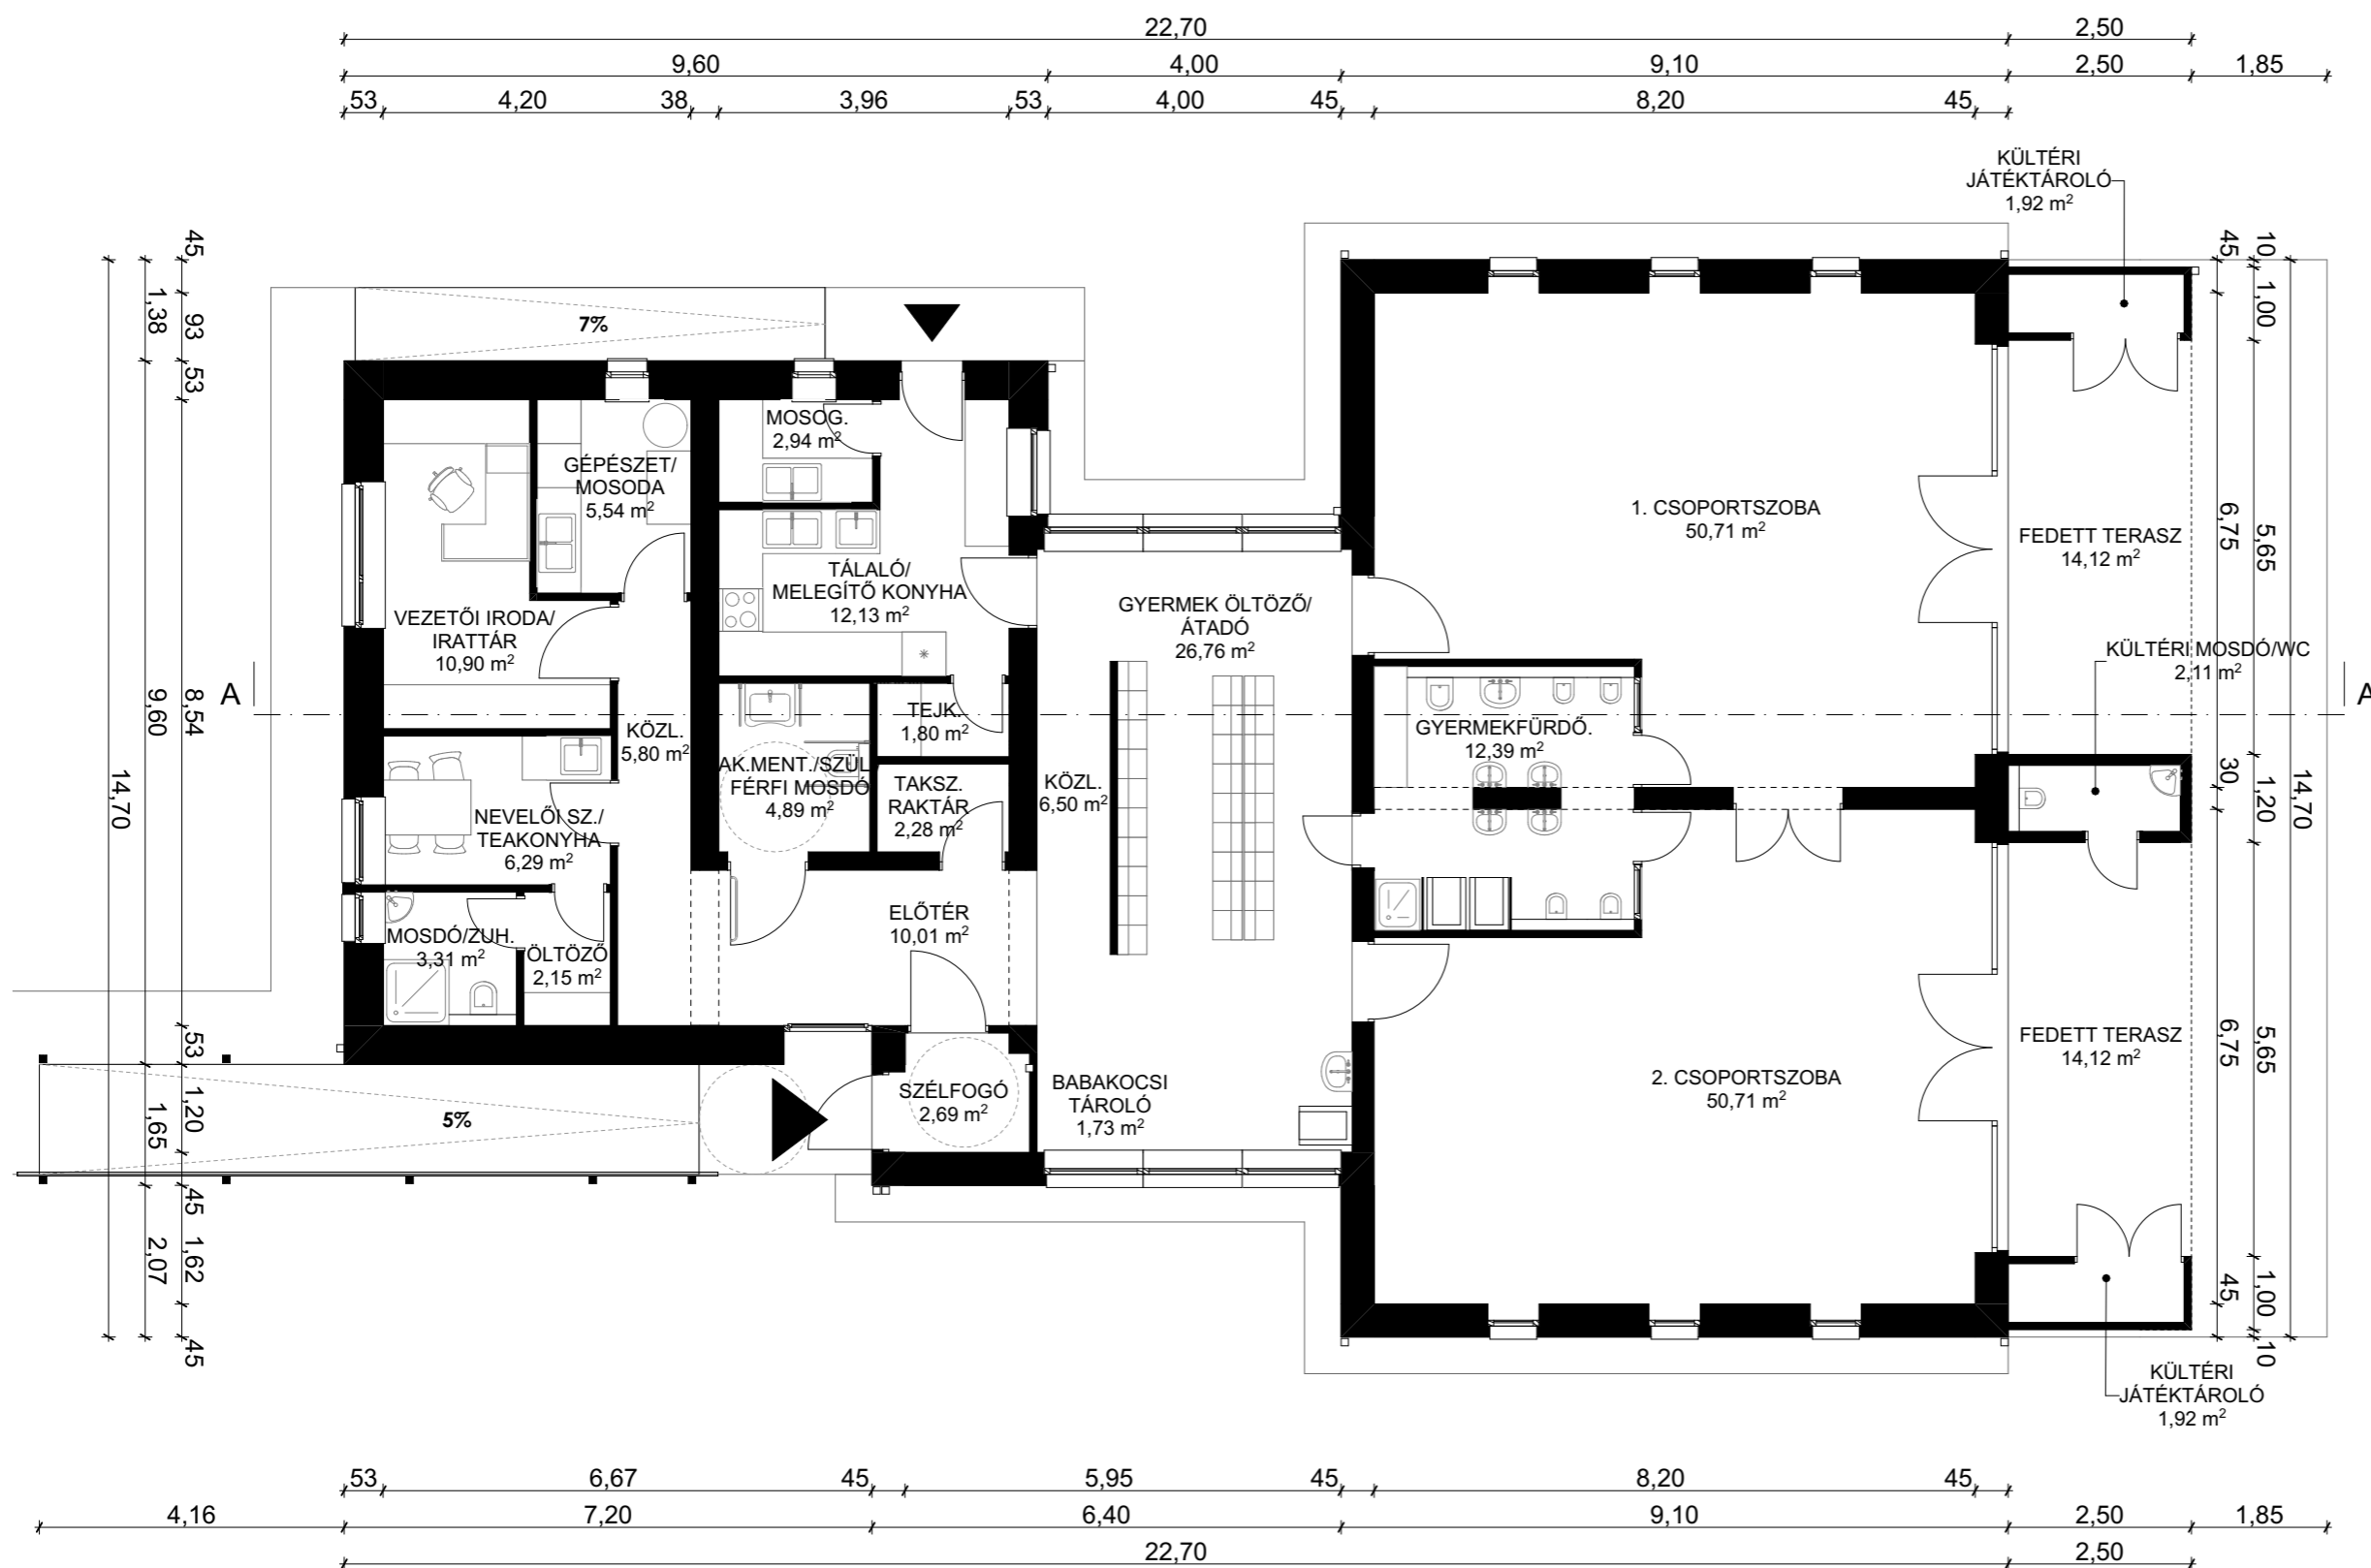 22,70 2,50
9,60 4,00 9,10 2,50 1,85
53 4,20 38 3,96 53 4,00 45 8,20 45
KÜLTÉRI
JÁTÉKTÁROLÓ
1,92 m²
45 93 53 8,54 53 1,20 45 1,62 45
1,38 9,60 1,65 2,07
14,70
45 6,75 30 6,75 45
10 1,00 5,65 1,20 5,65 1,00 10
14,70
7%
MOSOG.
2,94 m²
GÉPÉSZET/
MOSODA
5,54 m²
1. CSOPORTSZOBA
50,71 m²
FEDETT TERASZ
14,12 m²
TÁLALÓ/
MELEGÍTŐ KONYHA
12,13 m²
VEZETŐI IRODA/
IRATTÁR
10,90 m²
GYERMEK ÖLTÖZŐ/
ÁTADÓ
26,76 m²
KÜLTÉRI MOSDÓ/WC
2,11 m²
A
A
KÖZL.
5,80 m²
TEJK.
1,80 m²
GYERMEKFÜRDŐ.
12,39 m²
AK.MENT./SZÜL
FÉRFI MOSDÓ
4,89 m²
TAKSZ.
RAKTÁR
2,28 m²
KÖZL.
6,50 m²
NEVELŐI SZ./
TEAKONYHA
6,29 m²
ELŐTÉR
10,01 m²
MOSDÓ/ZUH.
3,31 m²
ÖLTÖZŐ
2,15 m²
FEDETT TERASZ
14,12 m²
5%
SZÉLFOGÓ
2,69 m²
BABAKOCSI
TÁROLÓ
1,73 m²
2. CSOPORTSZOBA
50,71 m²
KÜLTÉRI
JÁTÉKTÁROLÓ
1,92 m²
53 6,67 45 5,95 45 8,20 45
4,16 7,20 6,40 9,10 2,50 1,85
22,70 2,50